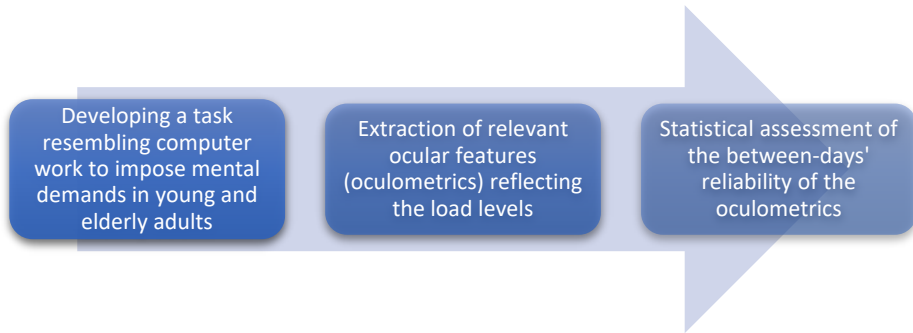 Developing a task
resembling computer
work to impose mental
demands in young and
elderly adults
Extraction of relevant
ocular features
(oculometrics) reflecting
the load levels
Statistical assessment of
the between-days'
reliability of the
oculometrics